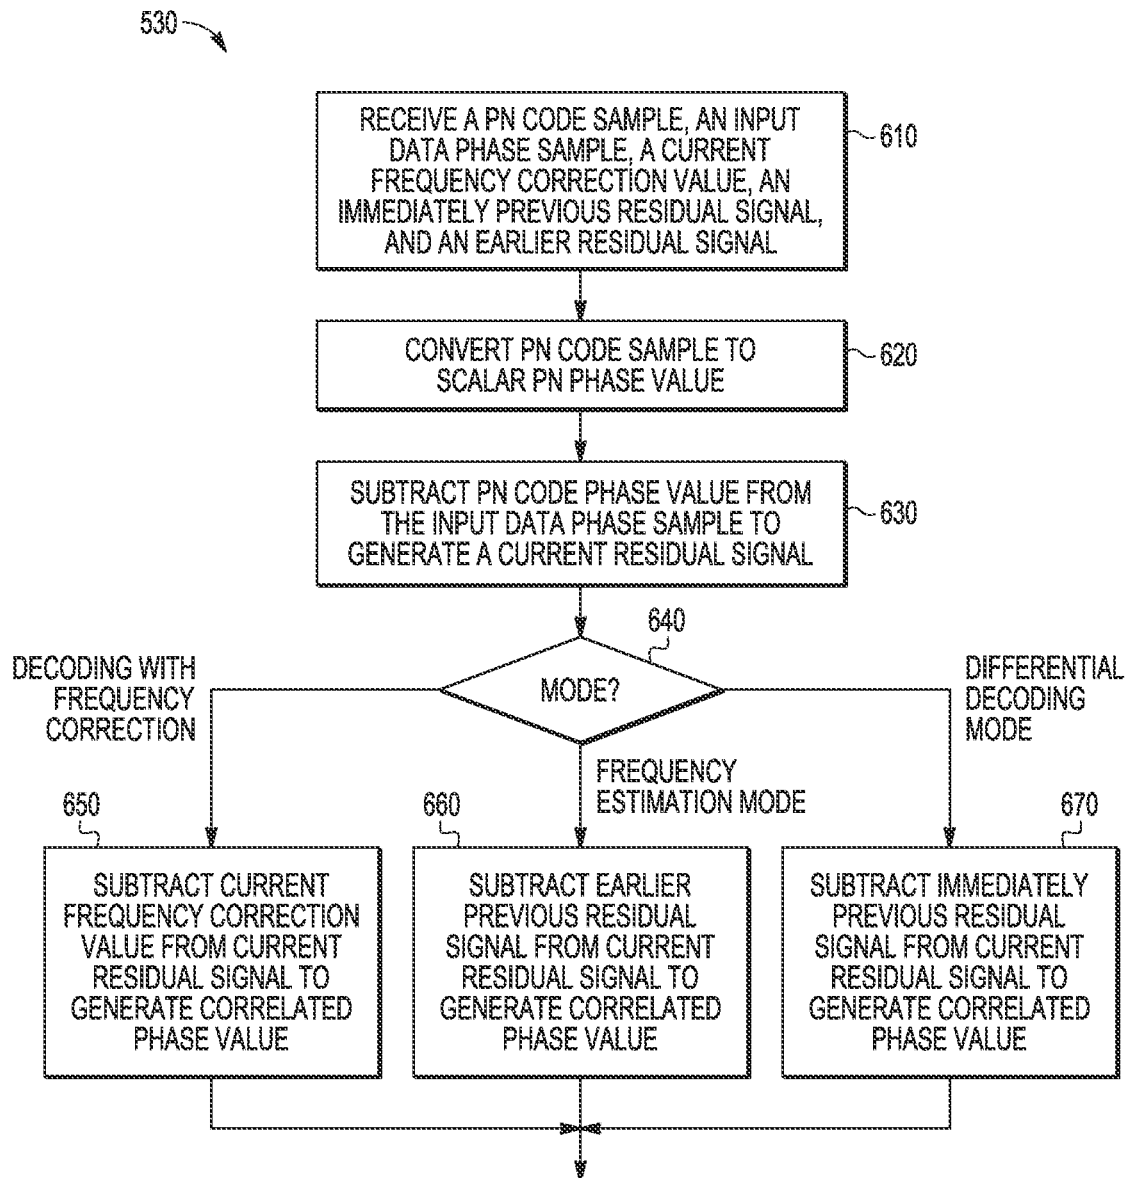 530
RECEIVE A PN CODE SAMPLE, AN INPUT
DATA PHASE SAMPLE, A CURRENT
FREQUENCY CORRECTION VALUE, AN
IMMEDIATELY PREVIOUS RESIDUAL SIGNAL,
AND AN EARLIER RESIDUAL SIGNAL
610
CONVERT PN CODE SAMPLE TO
SCALAR PN PHASE VALUE
620
SUBTRACT PN CODE PHASE VALUE FROM
THE INPUT DATA PHASE SAMPLE TO
GENERATE A CURRENT RESIDUAL SIGNAL
630
640
MODE?
DECODING WITH
FREQUENCY
CORRECTION
FREQUENCY
ESTIMATION MODE
DIFFERENTIAL
DECODING
MODE
650
SUBTRACT CURRENT
FREQUENCY CORRECTION
VALUE FROM CURRENT
RESIDUAL SIGNAL TO
GENERATE CORRELATED
PHASE VALUE
660
SUBTRACT EARLIER
PREVIOUS RESIDUAL
SIGNAL FROM CURRENT
RESIDUAL SIGNAL TO
GENERATE CORRELATED
PHASE VALUE
670
SUBTRACT IMMEDIATELY
PREVIOUS RESIDUAL
SIGNAL FROM CURRENT
RESIDUAL SIGNAL TO
GENERATE CORRELATED
PHASE VALUE